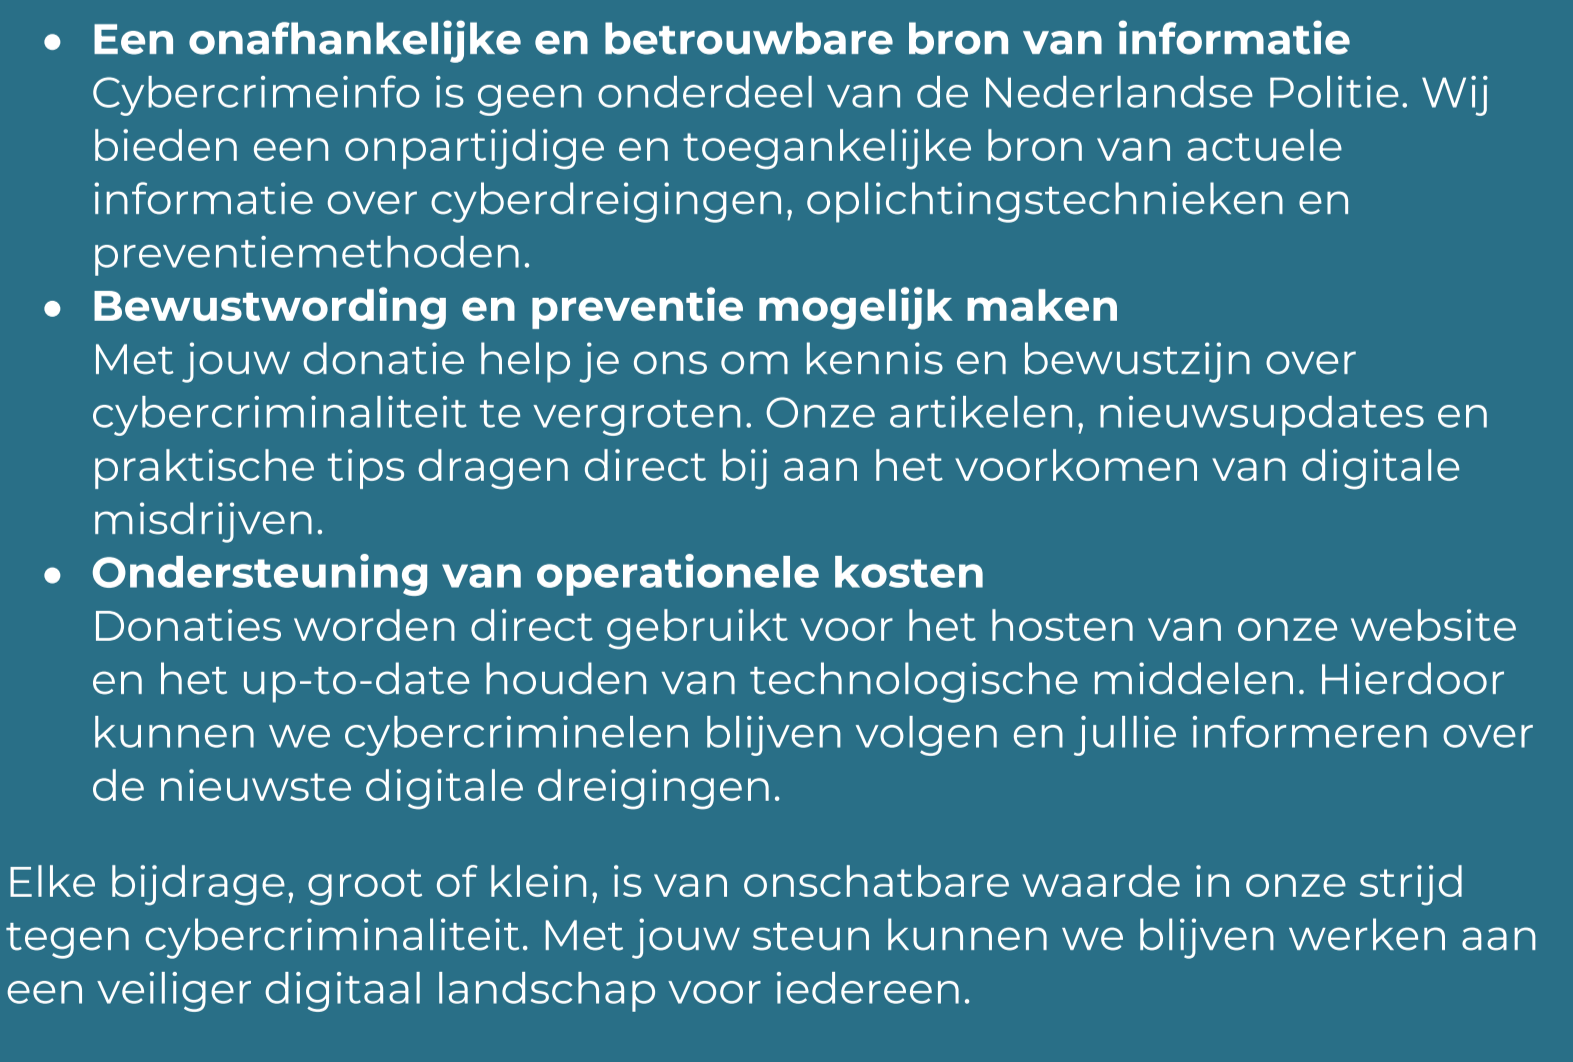 • Een onafhankelijke en betrouwbare bron van informatie
Cybercrimeinfo is geen onderdeel van de Nederlandse Politie. Wij
bieden een onpartijdige en toegankelijke bron van actuele
informatie over cyberdreigingen, oplichtingstechnieken en
preventiemethoden.
• Bewustwording en preventie mogelijk maken
Met jouw donatie help je ons om kennis en bewustzijn over
cybercriminaliteit te vergroten. Onze artikelen, nieuwsupdates en
praktische tips dragen direct bij aan het voorkomen van digitale
misdrijven.
• Ondersteuning van operationele kosten
Donaties worden direct gebruikt voor het hosten van onze website
en het up-to-date houden van technologische middelen. Hierdoor
kunnen we cybercriminelen blijven volgen en jullie informeren over
de nieuwste digitale dreigingen.
Elke bijdrage, groot of klein, is van onschatbare waarde in onze strijd
tegen cybercriminaliteit. Met jouw steun kunnen we blijven werken aan
een veiliger digitaal landschap voor iedereen.